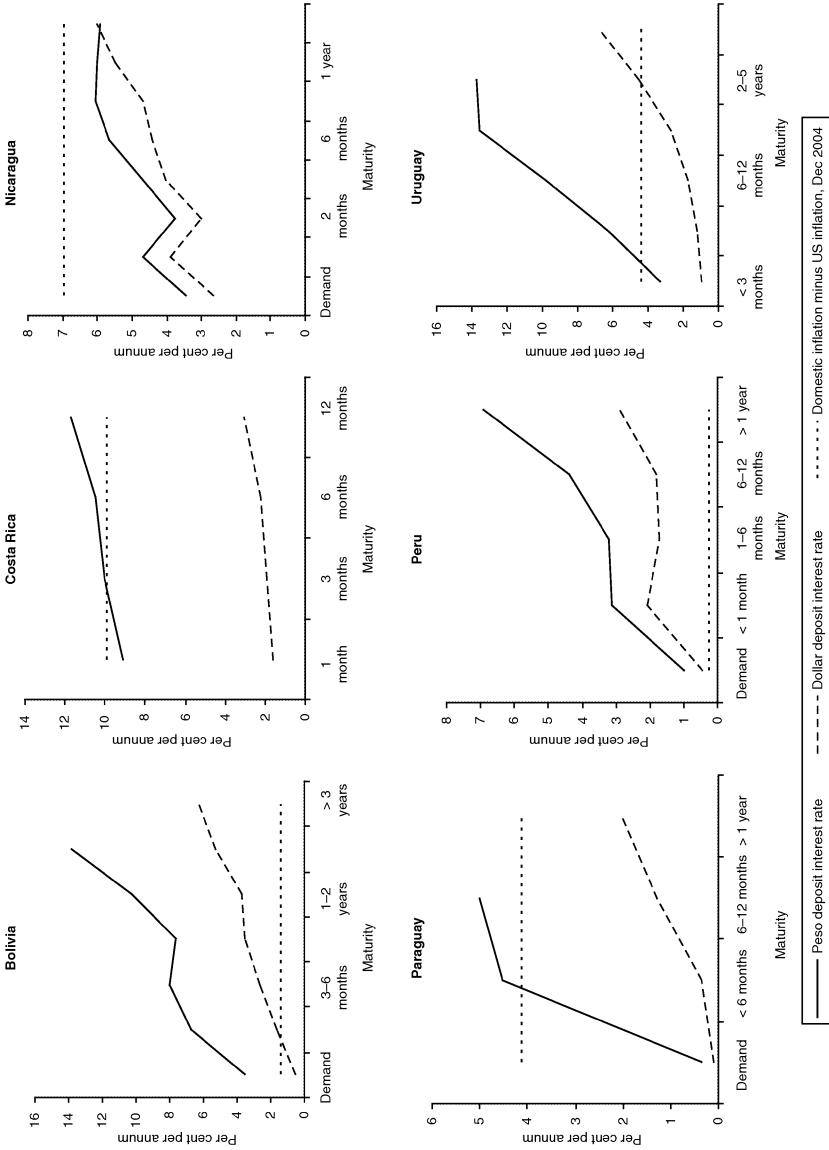 Bolivia
16
14
12
10
8
6
4
2
0
Per cent per annum
Demand
3–6
months
1–2
years
> 3
years
Maturity
Costa Rica
14
12
10
8
6
4
2
0
Per cent per annum
1
month
3
months
6
months
12
months
Maturity
Nicaragua
8
7
6
5
4
3
2
1
0
Per cent per annum
Demand
2
months
6
months
1 year
Maturity
Paraguay
6
5
4
3
2
1
0
Per cent per annum
Demand
< 6 months
6–12 months
> 1 year
Maturity
Peru
8
7
6
5
4
3
2
1
0
Per cent per annum
Demand
< 1 month
1–6
months
6–12
months
> 1 year
Maturity
Uruguay
16
14
12
10
8
6
4
2
0
Per cent per annum
< 3
months
6–12
months
2–5
years
Maturity
Peso deposit interest rate
Dollar deposit interest rate
Domestic inflation minus US inflation, Dec 2004